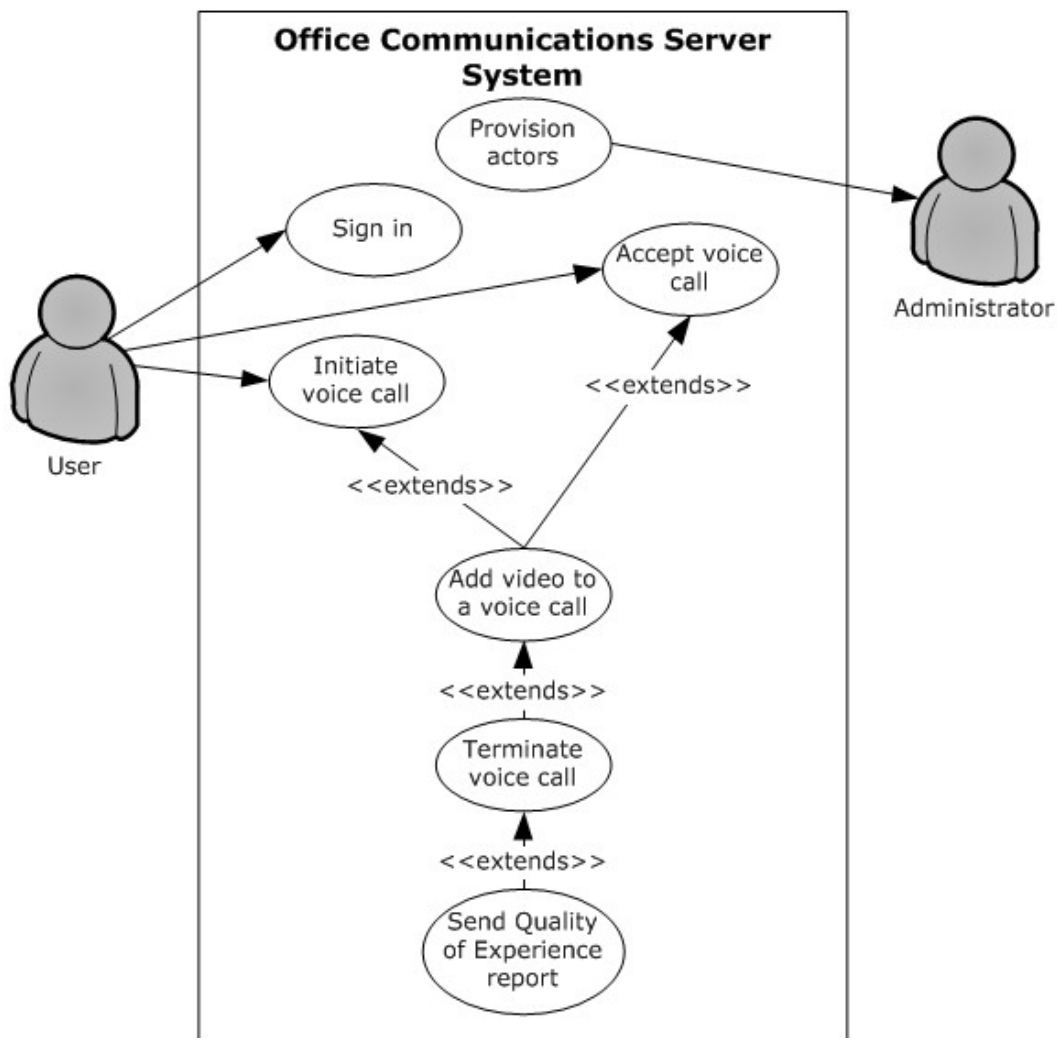 Office Communications Server
System
Provision
actors
Sign in
Accept voice
call
Administrator
Initiate
voice call
<<extends>>
User
<<extends>>
Add video to
a voice call
<<extends>>
Terminate
voice call
<<extends>>
Send Quality
of Experience
report